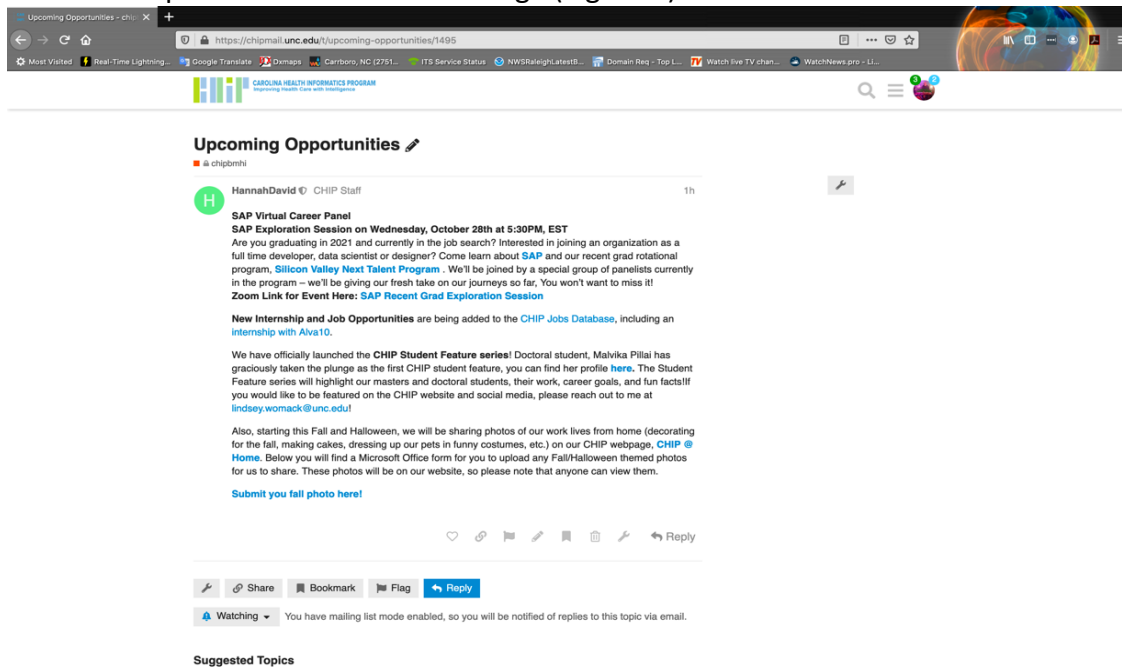 Upcoming Opportunities - chip
https://chipmail.unc.edu/t/upcoming-opportunities/1495
Most Visited Real-Time Lightning... Google Translate Dxmaps Carrboro, NC (2751... ITS Service Status NWSRaleighLatestB... Domain Req - Top L... Watch live TV chan... WatchNews.pro - Li...
CAROLINA HEALTH INFORMATICS PROGRAM
Improving Health Care with Intelligence
3 2
Upcoming Opportunities
chipbmhi
H HannahDavid CHIP Staff 1h
SAP Virtual Career Panel
SAP Exploration Session on Wednesday, October 28th at 5:30PM, EST
Are you graduating in 2021 and currently in the job search? Interested in joining an organization as a
full time developer, data scientist or designer? Come learn about SAP and our recent grad rotational
program, Silicon Valley Next Talent Program . We'll be joined by a special group of panelists currently
in the program – we'll be giving our fresh take on our journeys so far, You won't want to miss it!
Zoom Link for Event Here: SAP Recent Grad Exploration Session
New Internship and Job Opportunities are being added to the CHIP Jobs Database, including an
internship with Alva10.
We have officially launched the CHIP Student Feature series! Doctoral student, Malvika Pillai has
graciously taken the plunge as the first CHIP student feature, you can find her profile here. The Student
Feature series will highlight our masters and doctoral students, their work, career goals, and fun facts!If
you would like to be featured on the CHIP website and social media, please reach out to me at
lindsey.womack@unc.edu!
Also, starting this Fall and Halloween, we will be sharing photos of our work lives from home (decorating
for the fall, making cakes, dressing up our pets in funny costumes, etc.) on our CHIP webpage, CHIP @
Home. Below you will find a Microsoft Office form for you to upload any Fall/Halloween themed photos
for us to share. These photos will be on our website, so please note that anyone can view them.
Submit you fall photo here!
Reply
Share Bookmark Flag Reply
Watching You have mailing list mode enabled, so you will be notified of replies to this topic via email.
Suggested Topics